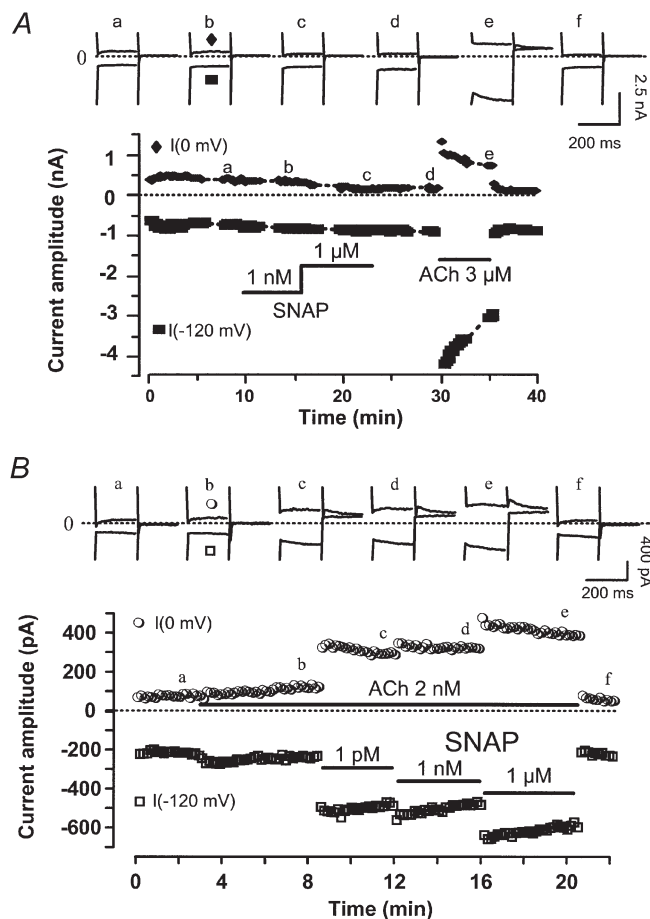 A
a b c d e f
0
2.5 nA
200 ms
Current amplitude (nA)
1
0
-1
-2
-3
-4
I(0 mV)
a b c d e
1 nM
1 µM
SNAP
ACh 3 µM
I(-120 mV)
0 10 20 30 40
Time (min)
B
a b c d e f
0
400 pA
200 ms
Current amplitude (pA)
400
200
0
-200
-400
-600
I(0 mV)
a b c d e f
ACh 2 nM
SNAP
1 pM
1 nM
1 µM
I(-120 mV)
0 4 8 12 16 20
Time (min)